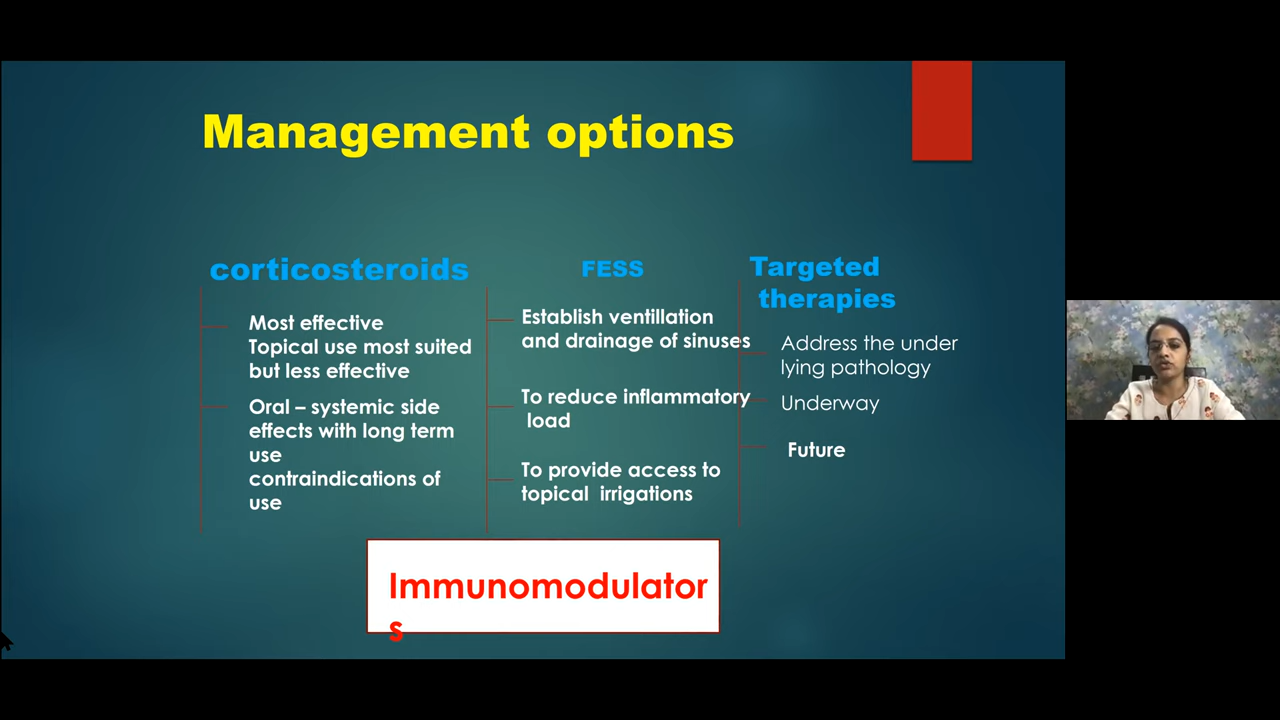 Management options
corticosteroids
Most effective
Topical use most suited
but less effective
Oral – systemic side
effects with long term
use
contraindications of
use
FESS
Establish ventillation
and drainage of sinuses
To reduce inflammatory
load
To provide access to
topical irrigations
Targeted
therapies
Address the under
lying pathology
Underway
Future
Immunomodulator
s